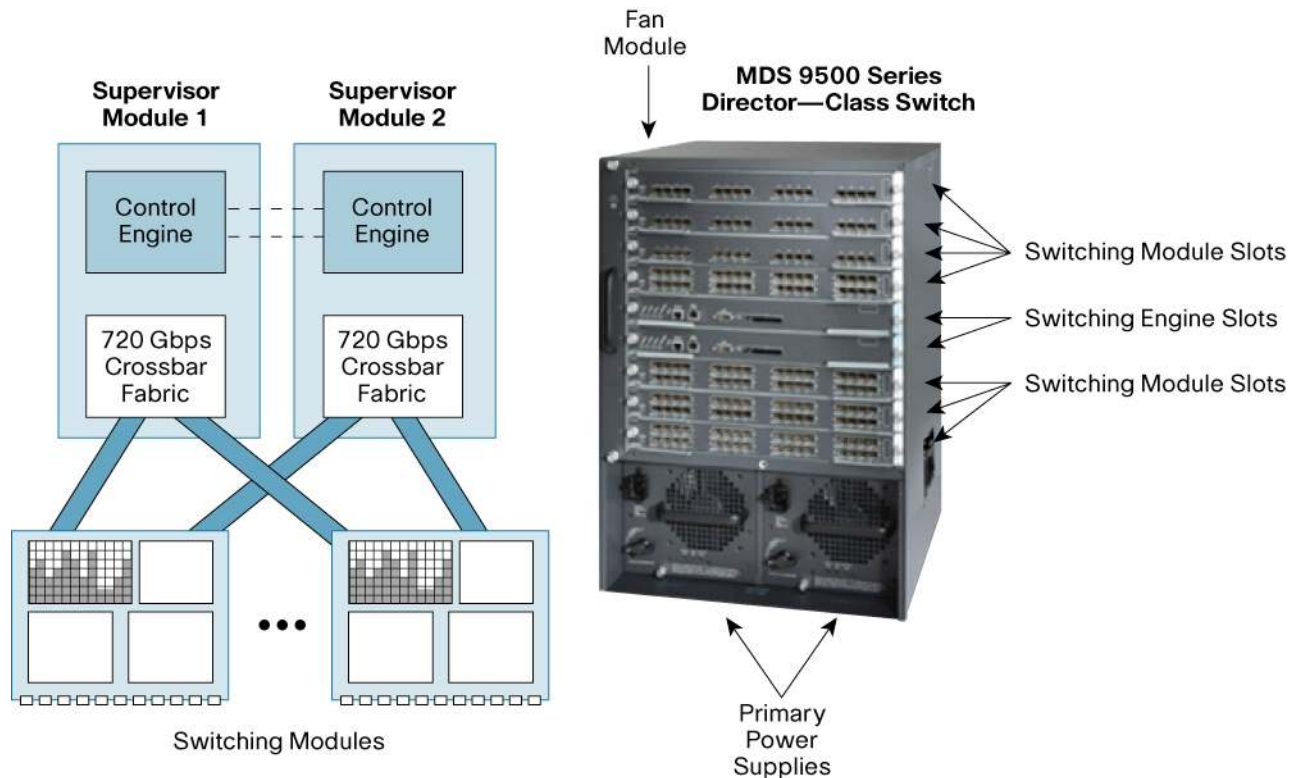 Fan
Module
MDS 9500 Series
Director—Class Switch
Supervisor
Module 1
Supervisor
Module 2
Control
Engine
Control
Engine
720 Gbps
Crossbar
Fabric
720 Gbps
Crossbar
Fabric
Switching Modules
Switching Module Slots
Switching Engine Slots
Switching Module Slots
Primary
Power
Supplies